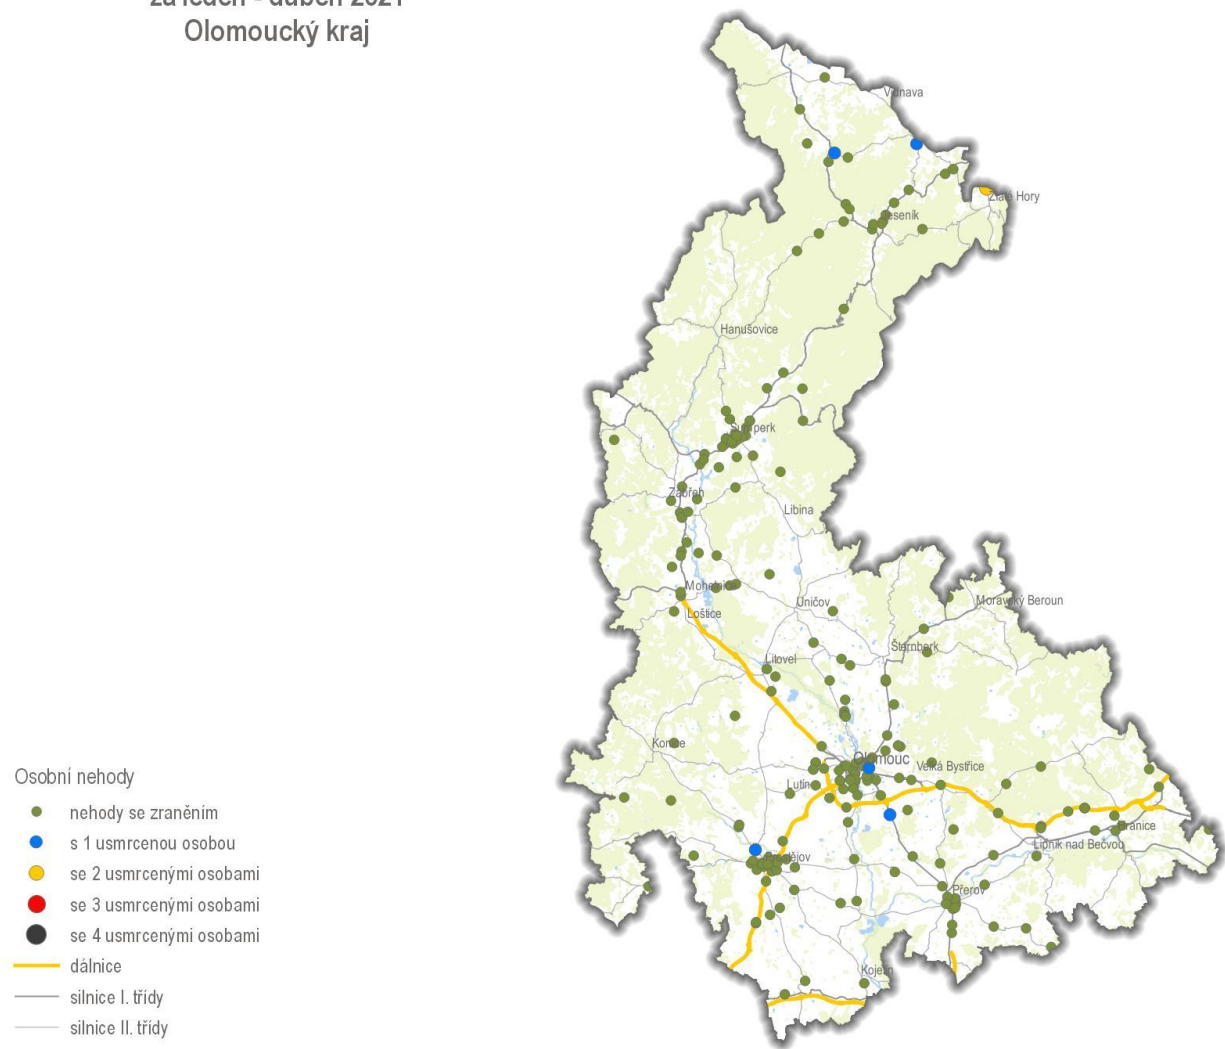 za leden - duben 2021
Olomoucký kraj
Vidnava
Zlaté Hory
Jeseník
Hanušovice
Šumperk
Zábřeh
Libina
Mohelnice
Moravský Beroun
Uničov
Loštice
Šternberk
Litovel
Konice
Olomouc
Velká Bystřice
Lutín
Hranice
Lipník nad Bečvou
Prostějov
Přerov
Kojetín
Osobní nehody
nehody se zraněním
s 1 usmrcenou osobou
se 2 usmrcenými osobami
se 3 usmrcenými osobami
se 4 usmrcenými osobami
dálnice
silnice I. třídy
silnice II. třídy